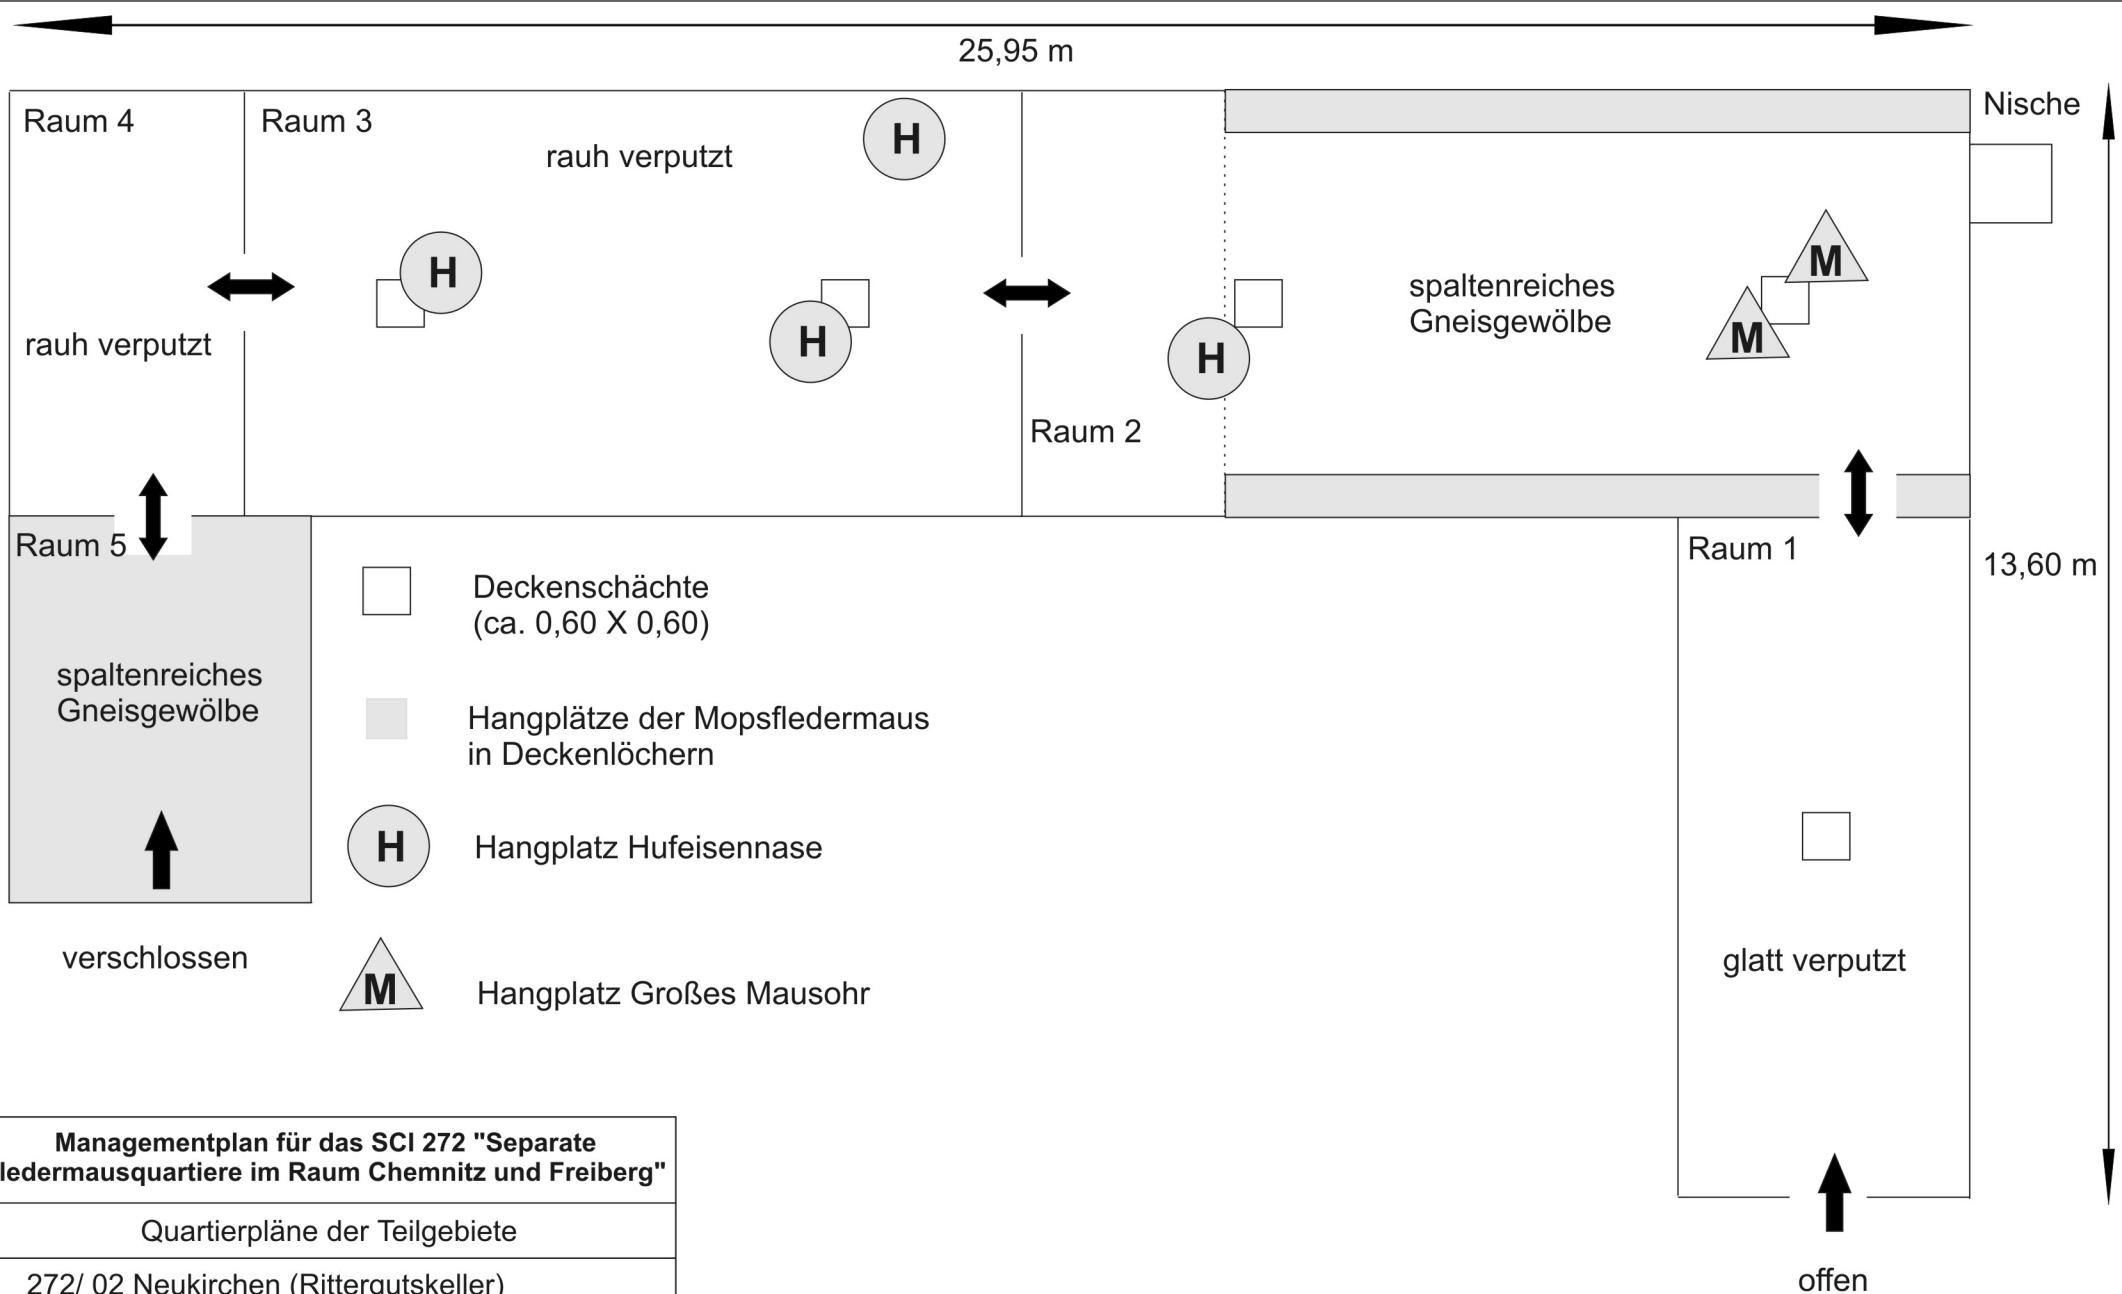 25,95 m
Nische
Raum 4
Raum 3
rauh verputzt
H
H
H
H
rauh verputzt
spaltenreiches
Gneisgewölbe
M
M
Raum 2
Raum 5
Raum 1
13,60 m
spaltenreiches
Gneisgewölbe
verschlossen
Deckenschächte
(ca. 0,60 X 0,60)
Hangplätze der Mopsfledermaus
in Deckenlöchern
H
Hangplatz Hufeisennase
M
Hangplatz Großes Mausohr
glatt verputzt
offen
Managementplan für das SCI 272 "Separate
ledermausquartiere im Raum Chemnitz und Freiberg"
Quartierpläne der Teilgebiete
272/ 02 Neukirchen (Rittergutskeller)